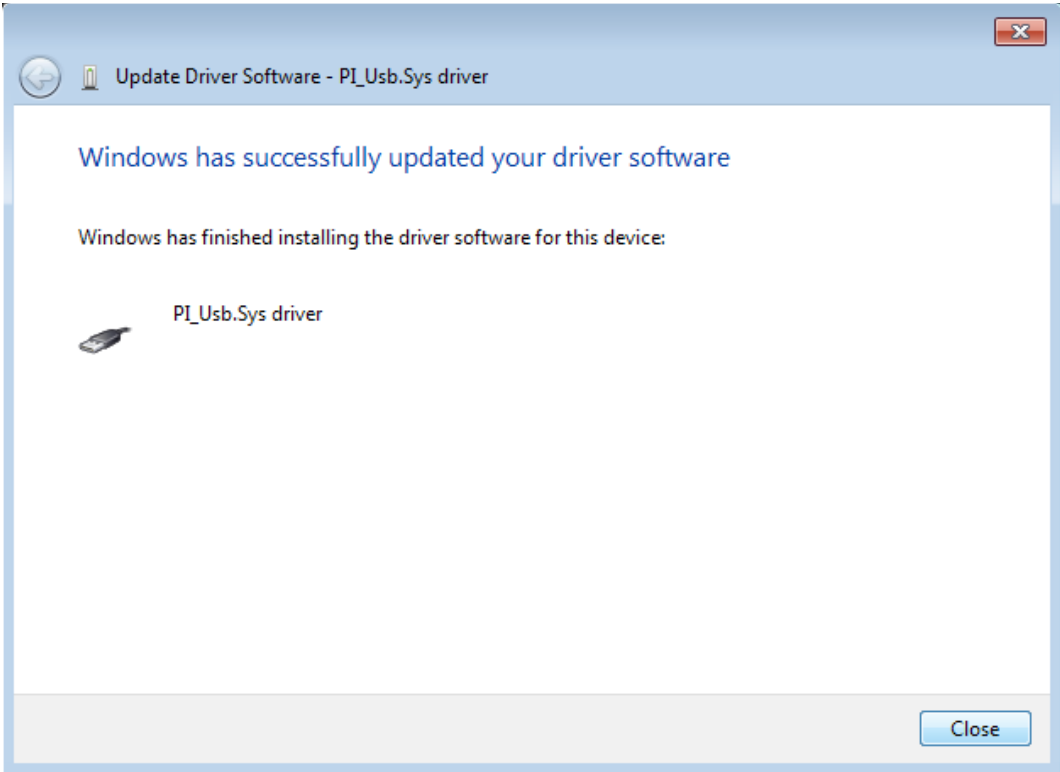 Update Driver Software - PI_Usb.Sys driver
Windows has successfully updated your driver software
Windows has finished installing the driver software for this device:
PI_Usb.Sys driver
Close